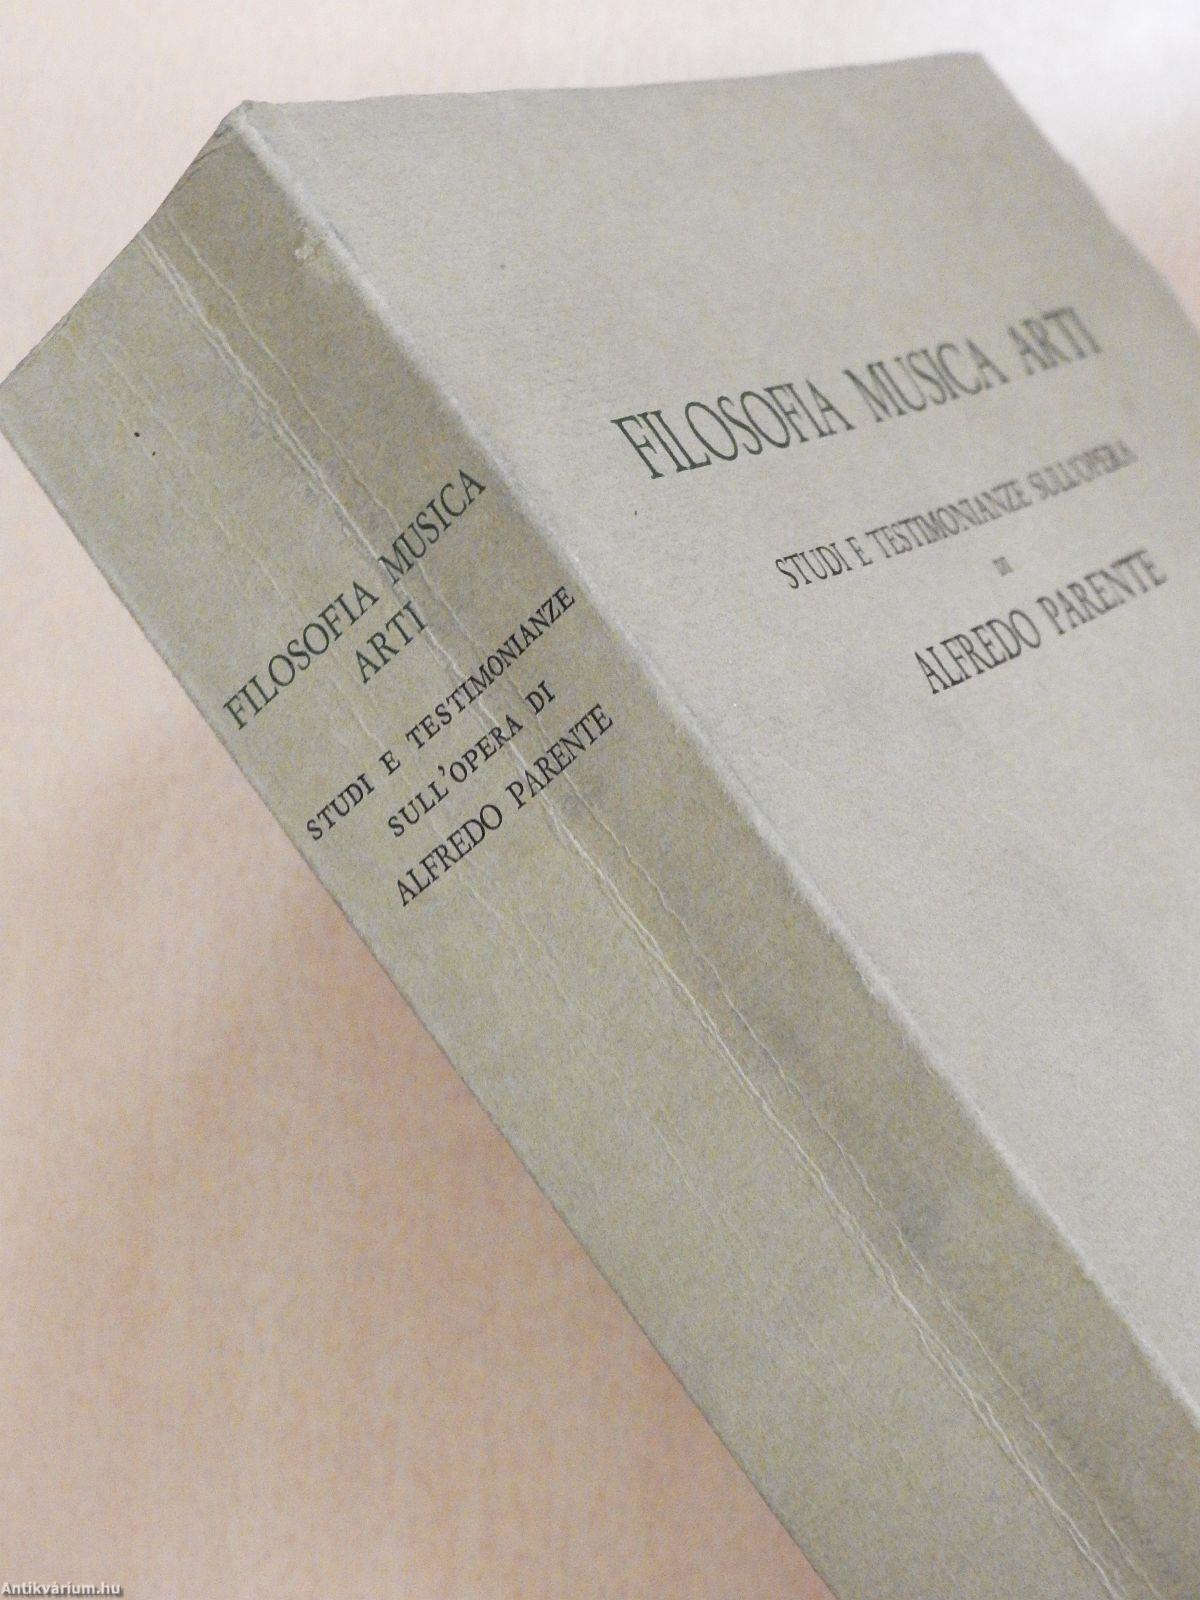 FILOSOFIA MUSICA
ARTI
STUDI E TESTIMONIANZE
SULL'OPERA DI
ALFREDO PARENTE
FILOSOFIA MUSICA ARTI
STUDI E TESTIMONIANZE SULL'OPERA
DI
ALFREDO PARENTE
Antikvárium.hu